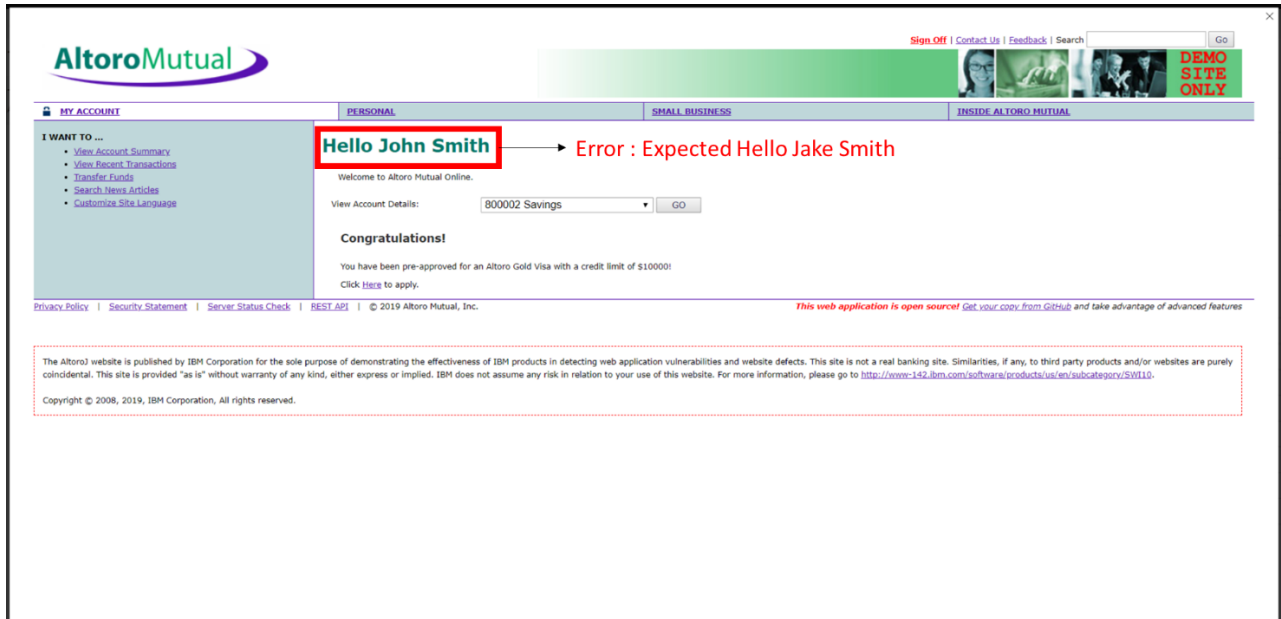 ×
Sign Off | Contact Us | Feedback | Search Go
AltoroMutual
DEMO
SITE
ONLY
MY ACCOUNT PERSONAL SMALL BUSINESS INSIDE ALTORO MUTUAL
I WANT TO ...
• View Account Summary
• View Recent Transactions
• Transfer Funds
• Search News Articles
• Customize Site Language
Hello John Smith
Error : Expected Hello Jake Smith
Welcome to Altoro Mutual Online.
View Account Details: 800002 Savings GO
Congratulations!
You have been pre-approved for an Altoro Gold Visa with a credit limit of $10000!
Click Here to apply.
Privacy Policy | Security Statement | Server Status Check | REST API | © 2019 Altoro Mutual, Inc.
This web application is open source! Get your copy from GitHub and take advantage of advanced features
The AltoroJ website is published by IBM Corporation for the sole purpose of demonstrating the effectiveness of IBM products in detecting web application vulnerabilities and website defects. This site is not a real banking site. Similarities, if any, to third party products and/or websites are purely
coincidental. This site is provided "as is" without warranty of any kind, either express or implied. IBM does not assume any risk in relation to your use of this website. For more information, please go to http://www-142.ibm.com/software/products/us/en/subcategory/SWI10.
Copyright © 2008, 2019, IBM Corporation, All rights reserved.